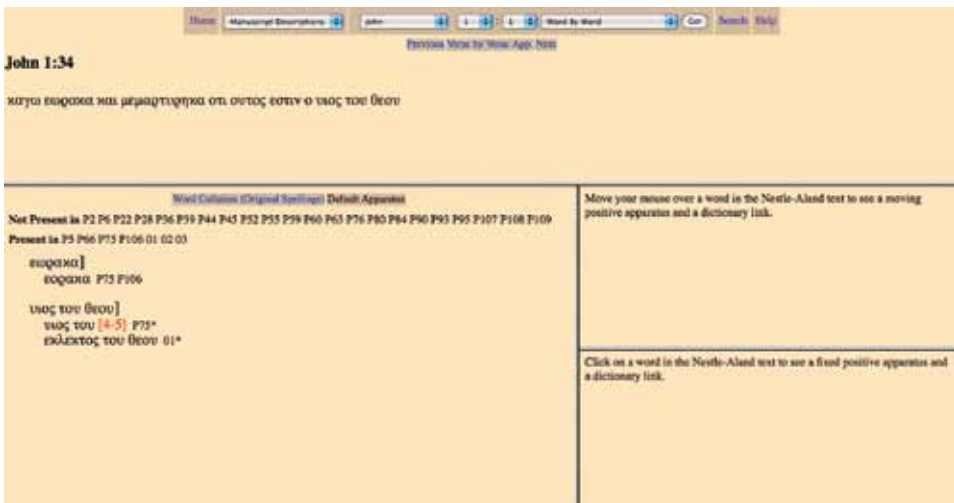 Home Manuscript Descriptions john 1 : 1 Word By Word Go Search Help
Previous Verse by Verse App. Next
John 1:34
καγω εωρακα και μεμαρτυρηκα οτι ουτος εστιν ο υιος του θεου
Word Collation (Original Spellings) Default Apparatus
Not Present in P2 P6 P22 P28 P36 P39 P44 P45 P52 P55 P59 P60 P63 P76 P80 P84 P90 P93 P95 P107 P108 P109
Present in P5 P66 P75 P106 01 02 03
εωρακα]
εορακα P75 P106
υιος του θεου]
υιος του [4-5] P75*
εκλεκτος του θεου 01*
Move your mouse over a word in the Nestle-Aland text to see a moving
positive apparatus and a dictionary link.
Click on a word in the Nestle-Aland text to see a fixed positive apparatus and
a dictionary link.